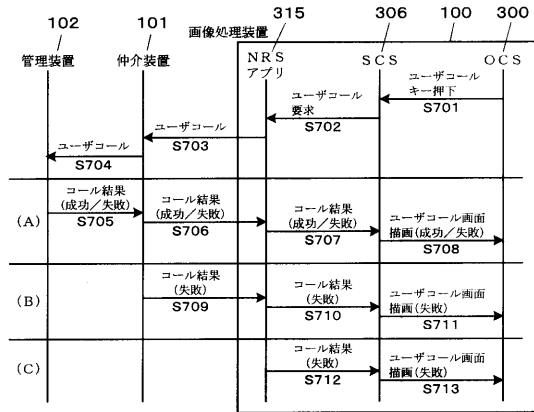 102
101
画像処理装置
315
306
100
300
管理装置
仲介装置
NRS
アプリ
SCS
OCS
ユーザコール
キー押下
S701
ユーザコール
要求
S702
ユーザコール
S703
ユーザコール
S704
(A)
コール結果
(成功/失敗)
S705
コール結果
(成功/失敗)
S706
コール結果
(成功/失敗)
S707
ユーザコール画面
描画(成功/失敗)
S708
(B)
コール結果
(失敗)
S709
コール結果
(失敗)
S710
ユーザコール画面
描画(失敗)
S711
(C)
コール結果
(失敗)
S712
ユーザコール画面
描画(失敗)
S713